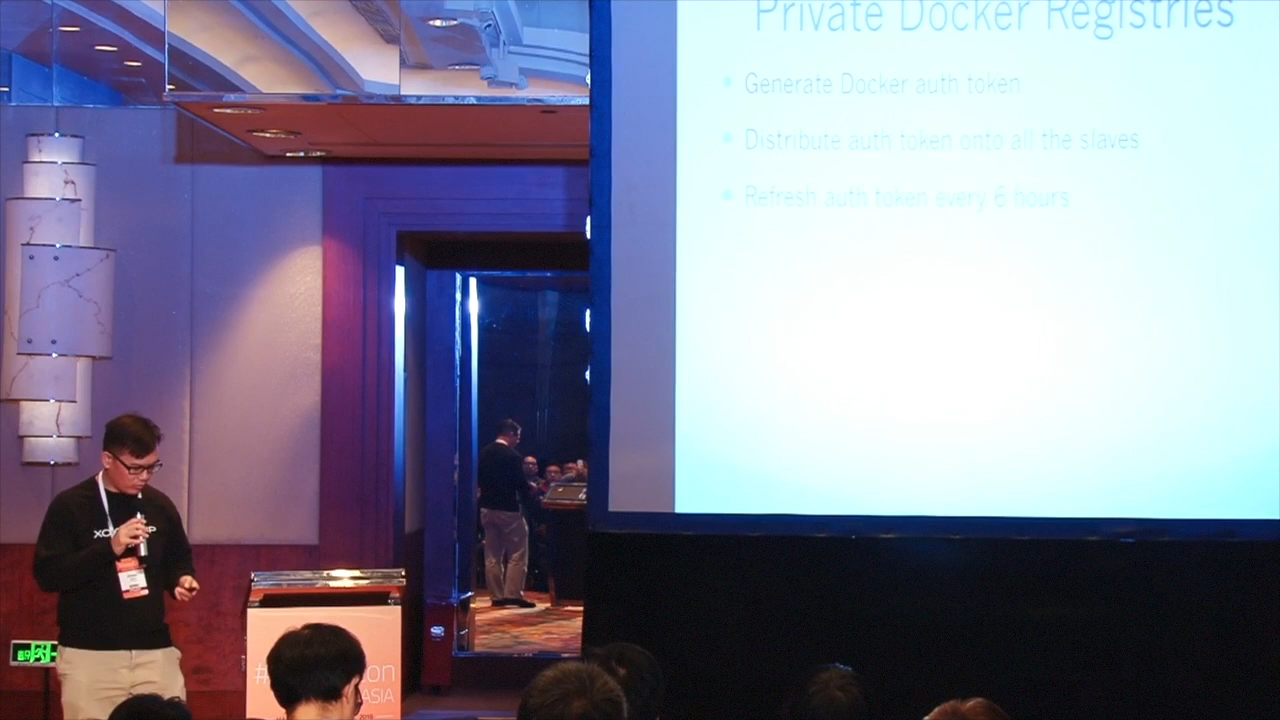 Private Docker Registries
Generate Docker auth token
Distribute auth token onto all the slaves
Refresh auth token every 6 hours
ASIA